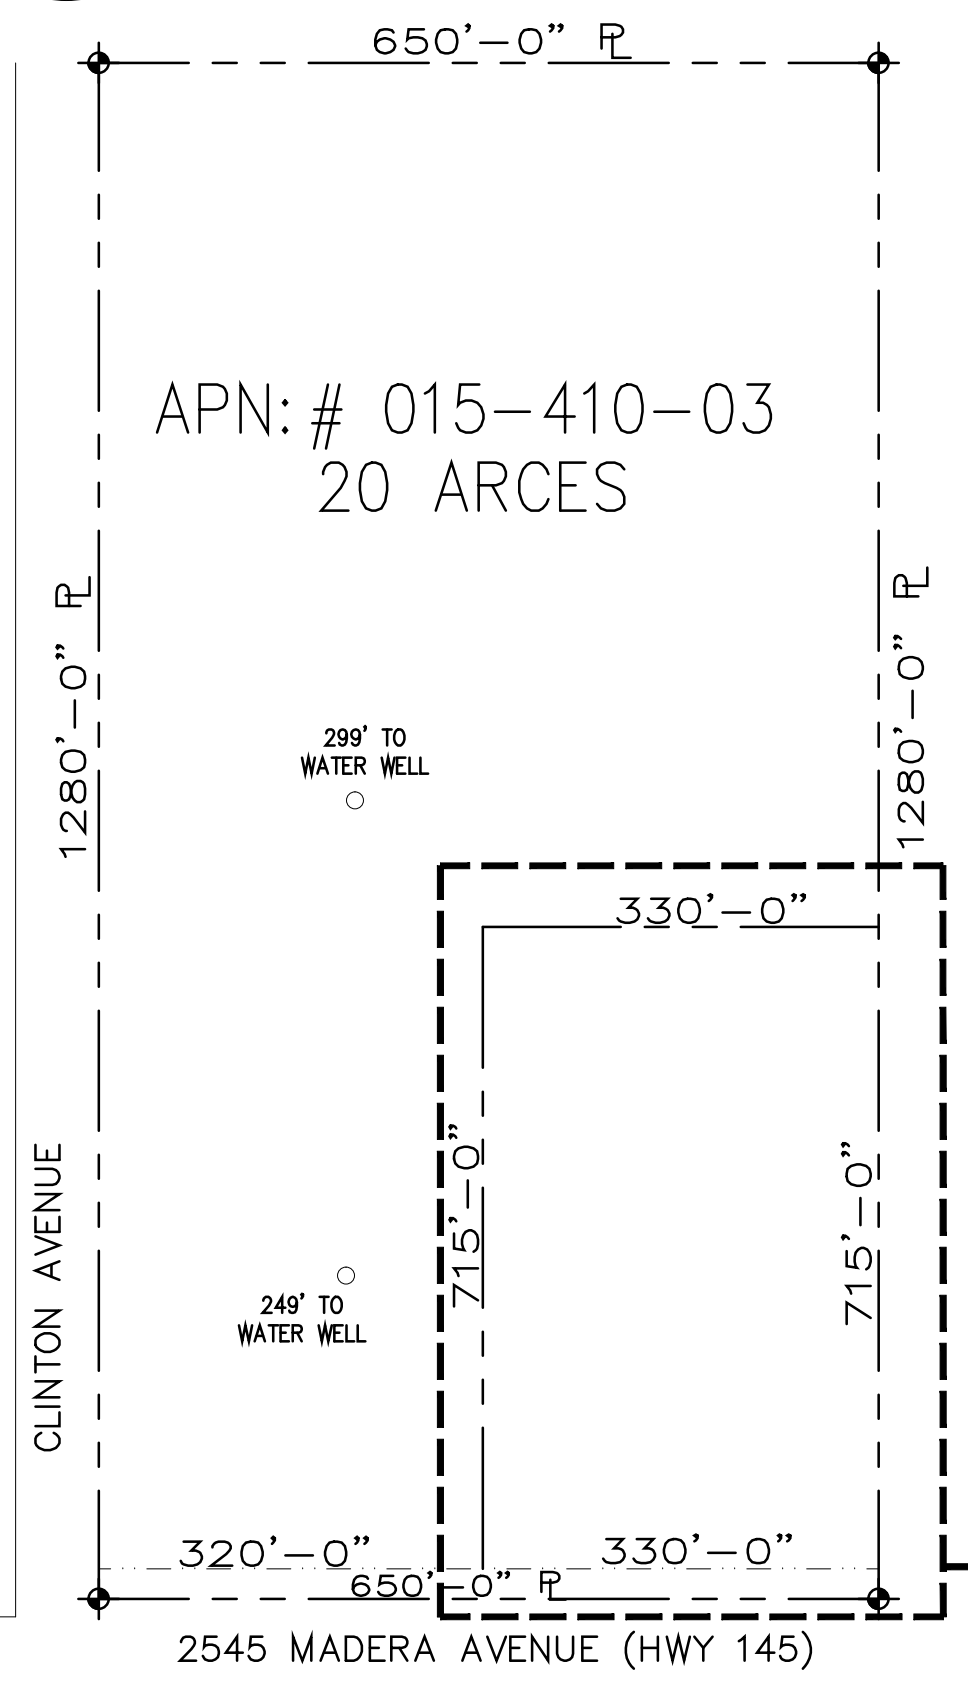 650'-0" PL
APN: # 015-410-03
20 ARCES
1280'-0" PL
1280'-0" PL
299' TO
WATER WELL
330'-0"
715'-0"
715'-0"
CLINTON AVENUE
249' TO
WATER WELL
320'-0"
330'-0"
650'-0" PL
2545 MADERA AVENUE (HWY 145)